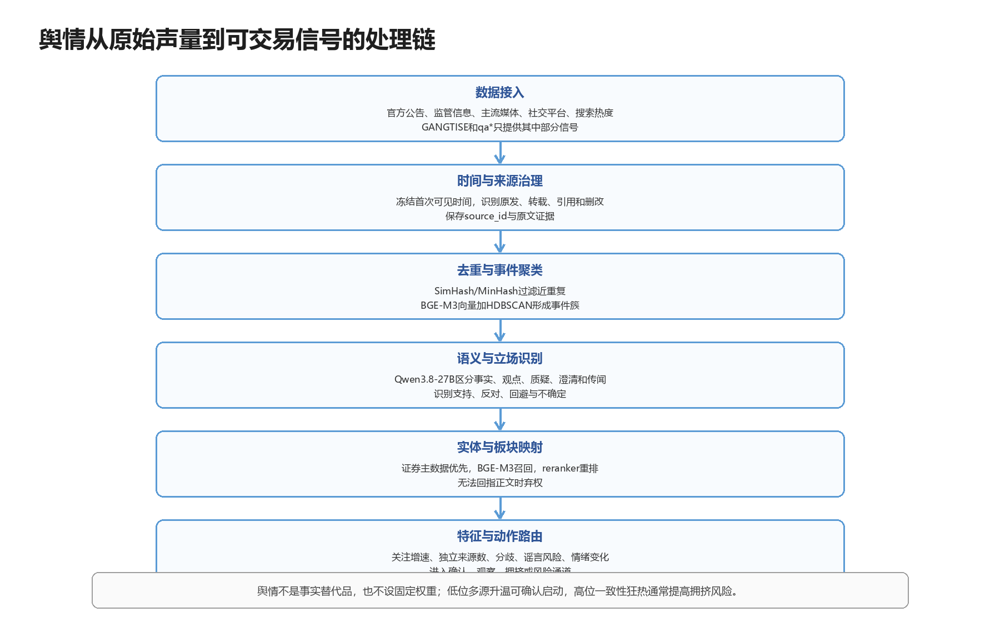 舆情从原始声量到可交易信号的处理链
数据接入
官方公告、监管信息、主流媒体、社交平台、搜索热度
GANGTISE和qa*只提供其中部分信号
时间与来源治理
冻结首次可见时间，识别原发、转载、引用和删改
保存source_id与原文证据
去重与事件聚类
SimHash/MinHash过滤近重复
BGE-M3向量加HDBSCAN形成事件簇
语义与立场识别
Qwen3.8-27B区分事实、观点、质疑、澄清和传闻
识别支持、反对、回避与不确定
实体与板块映射
证券主数据优先，BGE-M3召回，reranker重排
无法回指正文时弃权
特征与动作路由
关注增速、独立来源数、分歧、谣言风险、情绪变化
进入确认、观察、拥挤或风险通道
舆情不是事实替代品，也不设固定权重；低位多源升温可确认启动，高位一致性狂热通常提高拥挤风险。